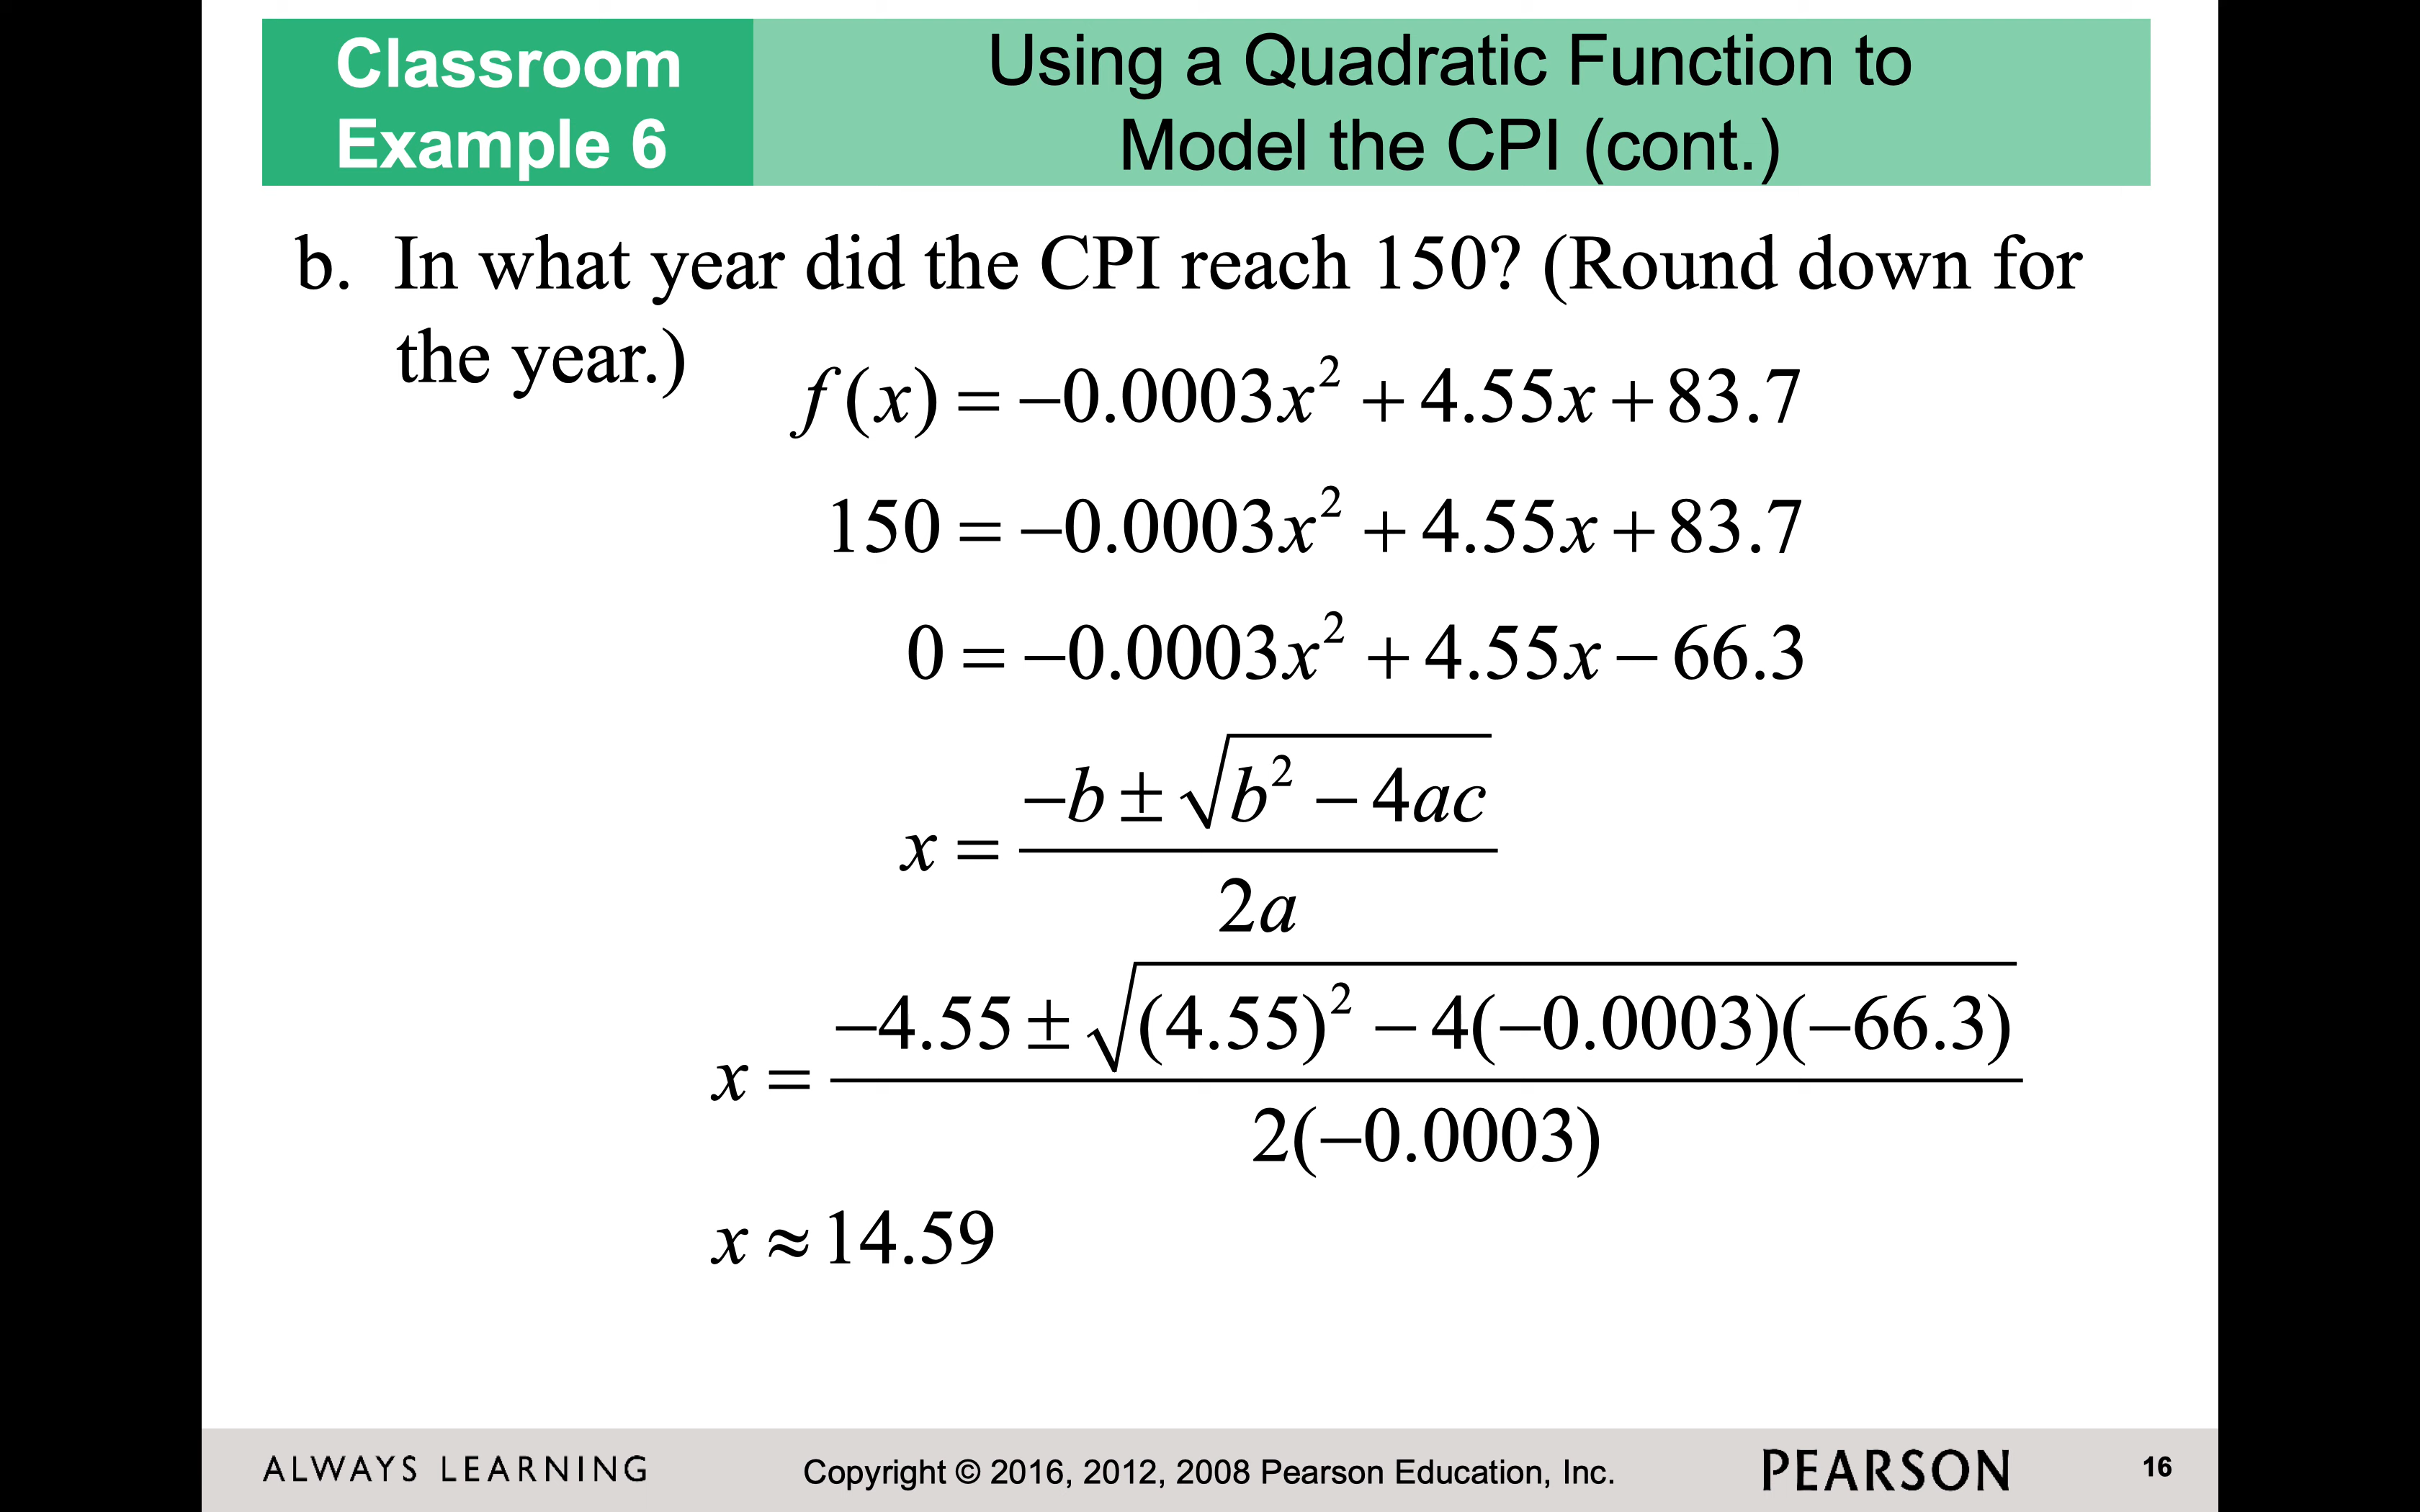 Classroom
Example 6
Using a Quadratic Function to
Model the CPI (cont.)
b. In what year did the CPI reach 150? (Round down for
the year.)
f(x) = −0.0003x² + 4.55x + 83.7
150 = −0.0003x² + 4.55x + 83.7
0 = −0.0003x² + 4.55x − 66.3
x = (−b ± √(b² − 4ac)) / 2a
x = (−4.55 ± √((4.55)² − 4(−0.0003)(−66.3))) / 2(−0.0003)
x ≈ 14.59
ALWAYS LEARNING
Copyright © 2016, 2012, 2008 Pearson Education, Inc.
PEARSON
16